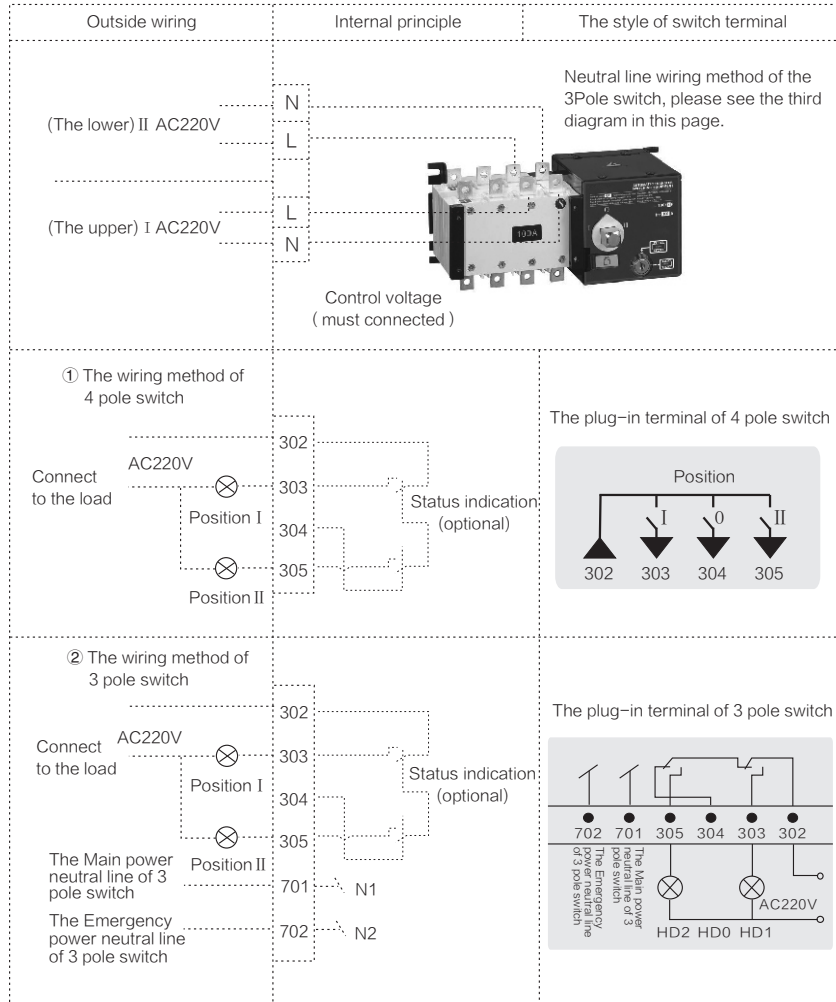 Outside wiring
Internal principle
The style of switch terminal
Neutral line wiring method of the
3Pole switch, please see the third
diagram in this page.
(The lower) II AC220V
N
L
(The upper) I AC220V
L
N
100A
II
Control voltage
( must connected )
① The wiring method of
4 pole switch
AC220V
Connect
to the load
Position I
Position II
302
303
304
305
Status indication
(optional)
The plug-in terminal of 4 pole switch
Position
I
0
II
302
303
304
305
② The wiring method of
3 pole switch
AC220V
Connect
to the load
Position I
Position II
The Main power
neutral line of 3
pole switch
The Emergency
power neutral line
of 3 pole switch
302
303
304
305
701
702
N1
N2
Status indication
(optional)
The plug-in terminal of 3 pole switch
702
701
305
304
303
302
The Emergency
power neutral line
of 3 pole switch
The Main power
neutral line of 3
pole switch
AC220V
HD2
HD0
HD1